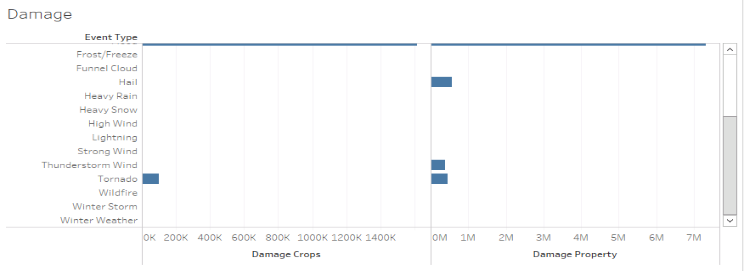 Damage
Event Type
Frost/Freeze
Funnel Cloud
Hail
Heavy Rain
Heavy Snow
High Wind
Lightning
Strong Wind
Thunderstorm Wind
Tornado
Wildfire
Winter Storm
Winter Weather
0K 200K 400K 600K 800K 1000K 1200K 1400K 0M 1M 2M 3M 4M 5M 6M 7M
Damage Crops Damage Property